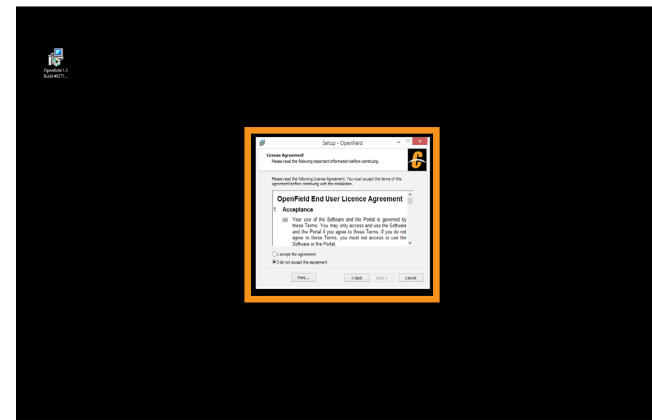 Openfield 1.3
Build #6771...
Setup - Openfield
License Agreement
Please read the following important information before continuing.
Please read the following License Agreement. You must accept the terms of this
agreement before continuing with the installation.
OpenField End User Licence Agreement
1 Acceptance
(a) Your use of the Software and the Portal is governed by
these Terms. You may only access and use the Software
and the Portal if you agree to these Terms. If you do not
agree to these Terms, you must not access or use the
Software or the Portal.
I accept the agreement
I do not accept the agreement
Print...
< Back
Next >
Cancel